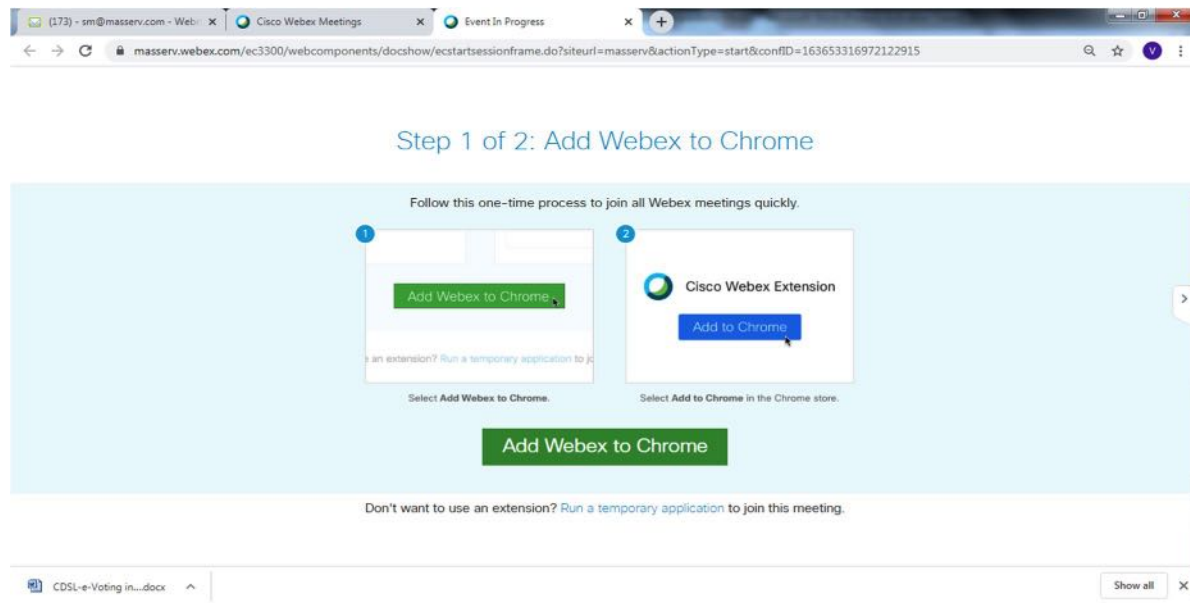 (173) - sm@masserv.com - Web
Cisco Webex Meetings
Event In Progress
masserv.webex.com/ec3300/webcomponents/docshow/ecstartsessionframe.do?siteurl=masserv&actionType=start&confID=163653316972122915
V
Step 1 of 2: Add Webex to Chrome
Follow this one-time process to join all Webex meetings quickly.
1
Add Webex to Chrome
an extension? Run a temporary application to jo
Select Add Webex to Chrome.
2
Cisco Webex Extension
Add to Chrome
Select Add to Chrome in the Chrome store.
Add Webex to Chrome
Don't want to use an extension? Run a temporary application to join this meeting.
CDSL-e-Voting in....docx
Show all